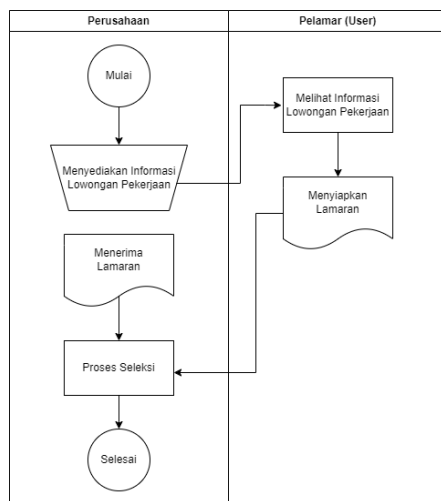 Perusahaan
Pelamar (User)
Mulai
Melihat Informasi
Lowongan Pekerjaan
Menyediakan Informasi
Lowongan Pekerjaan
Menyiapkan
Lamaran
Menerima
Lamaran
Proses Seleksi
Selesai